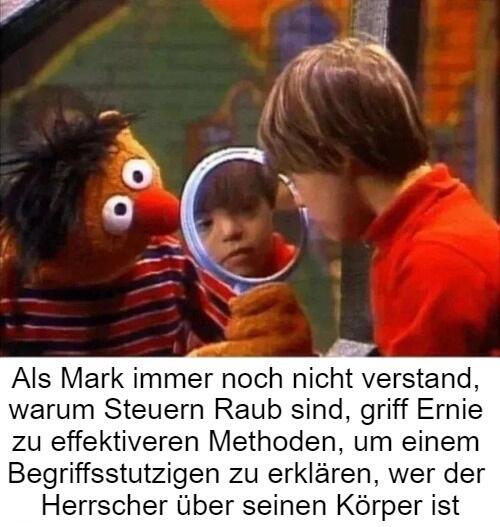 Als Mark immer noch nicht verstand,
warum Steuern Raub sind, griff Ernie
zu effektiveren Methoden, um einem
Begriffsstutzigen zu erklären, wer der
Herrscher über seinen Körper ist